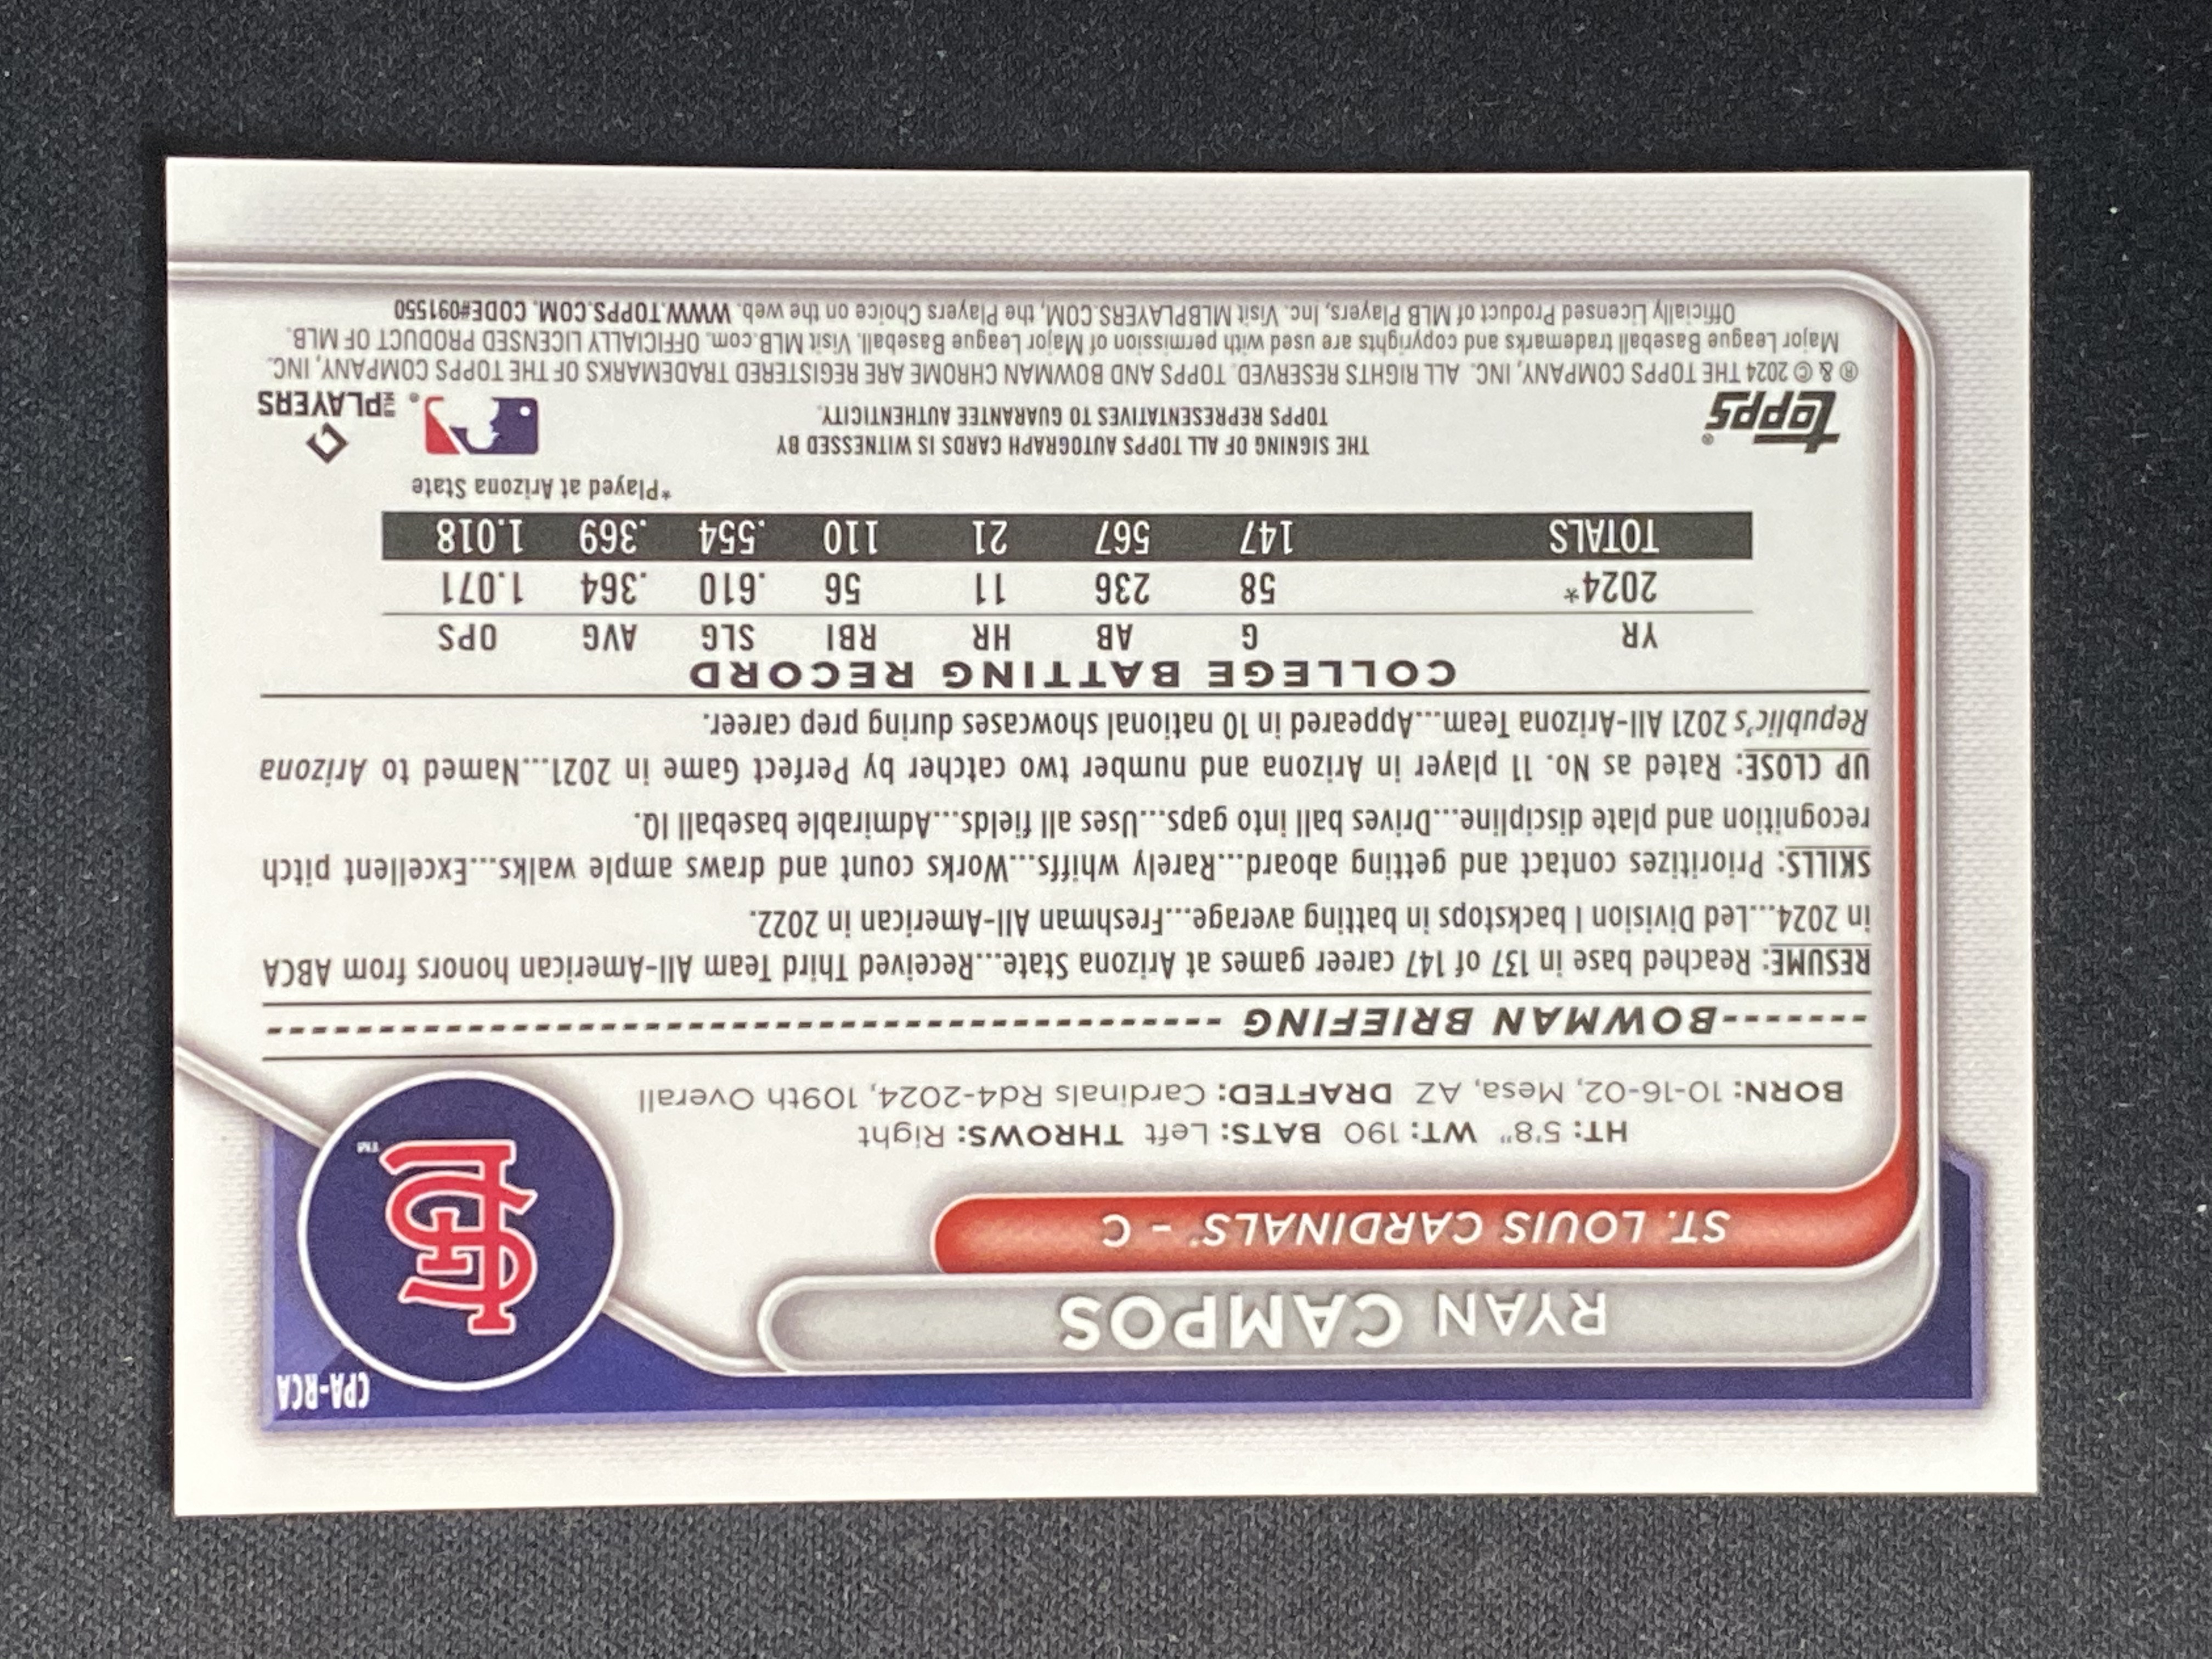 CPA-RCA
RYAN CAMPOS
ST. LOUIS CARDINALS® – C
STL
TM
HT: 5'8" WT: 190 BATS: Left THROWS: Right
BORN: 10-16-02, Mesa, AZ DRAFTED: Cardinals Rd4-2024, 109th Overall
-------BOWMAN BRIEFING ---------------------------------
RESUME: Reached base in 137 of 147 career games at Arizona State...Received Third Team All-American honors from ABCA
in 2024...Led Division I backstops in batting average...Freshman All-American in 2022.
SKILLS: Prioritizes contact and getting aboard...Rarely whiffs...Works count and draws ample walks...Excellent pitch
recognition and plate discipline...Drives ball into gaps...Uses all fields...Admirable baseball IQ.
UP CLOSE: Rated as No. 11 player in Arizona and number two catcher by Perfect Game in 2021...Named to Arizona
Republic's 2021 All-Arizona Team...Appeared in 10 national showcases during prep career.
COLLEGE BATTING RECORD
YR G AB HR RBI SLG AVG OPS
2024* 58 236 11 56 .610 .364 1.071
TOTALS 147 567 21 110 .554 .369 1.018
*Played at Arizona State
topps®
THE SIGNING OF ALL TOPPS AUTOGRAPH CARDS IS WITNESSED BY
TOPPS REPRESENTATIVES TO GUARANTEE AUTHENTICITY.
®
MLB PLAYERS
® & © 2024 THE TOPPS COMPANY, INC. ALL RIGHTS RESERVED. TOPPS AND BOWMAN CHROME ARE REGISTERED TRADEMARKS OF THE TOPPS COMPANY, INC.
Major League Baseball trademarks and copyrights are used with permission of Major League Baseball. Visit MLB.com. OFFICIALLY LICENSED PRODUCT OF MLB.
Officially Licensed Product of MLB Players, Inc. Visit MLBPLAYERS.COM, the Players Choice on the web. WWW.TOPPS.COM. CODE#091550